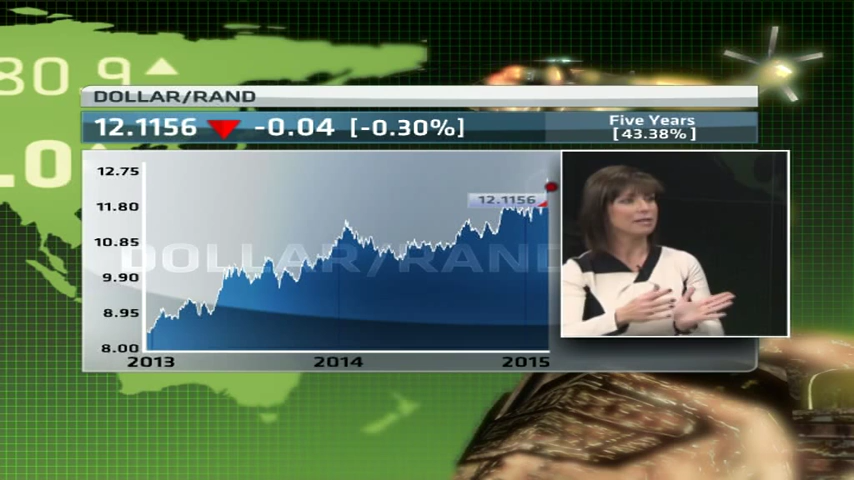 80.9
.0
DOLLAR/RAND
12.1156 -0.04 [-0.30%]
Five Years
[43.38%]
12.75
11.80
10.85
9.90
8.95
8.00
12.1156
DOLLAR/RAND
2013 2014 2015